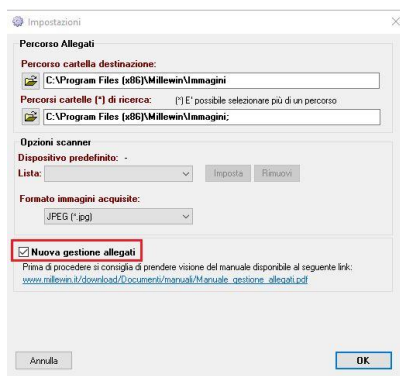 Impostazioni
Percorso Allegati
Percorso cartella destinazione:
C:\Program Files (x86)\Millewin\Immagini
Percorsi cartelle (*) di ricerca: (*) E' possibile selezionare più di un percorso
C:\Program Files (x86)\Millewin\Immagini;
Opzioni scanner
Dispositivo predefinito: -
Lista: Imposta Rimuovi
Formato immagini acquisite:
JPEG (*.jpg)
Nuova gestione allegati
Prima di procedere si consiglia di prendere visione del manuale disponibile al seguente link:
www.millewin.it/download/Documenti/manuali/Manuale_gestione_allegati.pdf
Annulla OK